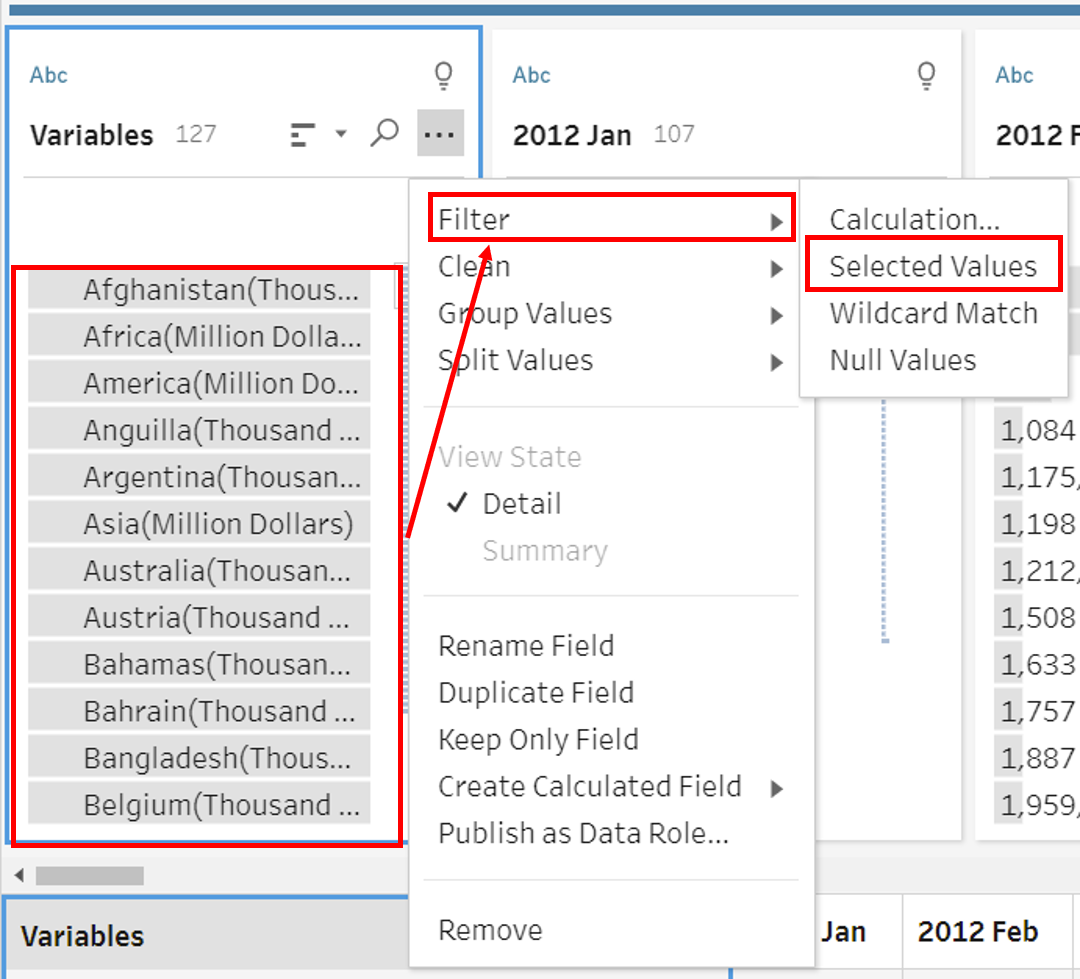 Abc
Variables 127
Afghanistan(Thous...
Africa(Million Dolla...
America(Million Do...
Anguilla(Thousand ...
Argentina(Thousan...
Asia(Million Dollars)
Australia(Thousan...
Austria(Thousand ...
Bahamas(Thousan...
Bahrain(Thousand ...
Bangladesh(Thous...
Belgium(Thousand ...
Abc
2012 Jan 107
Abc
2012 F
Filter
Clean
Group Values
Split Values
View State
✓ Detail
Summary
Rename Field
Duplicate Field
Keep Only Field
Create Calculated Field
Publish as Data Role...
Remove
Calculation...
Selected Values
Wildcard Match
Null Values
1,084
1,175,
1,198
1,212,
1,508
1,633
1,757
1,887
1,959,
Variables
Jan
2012 Feb